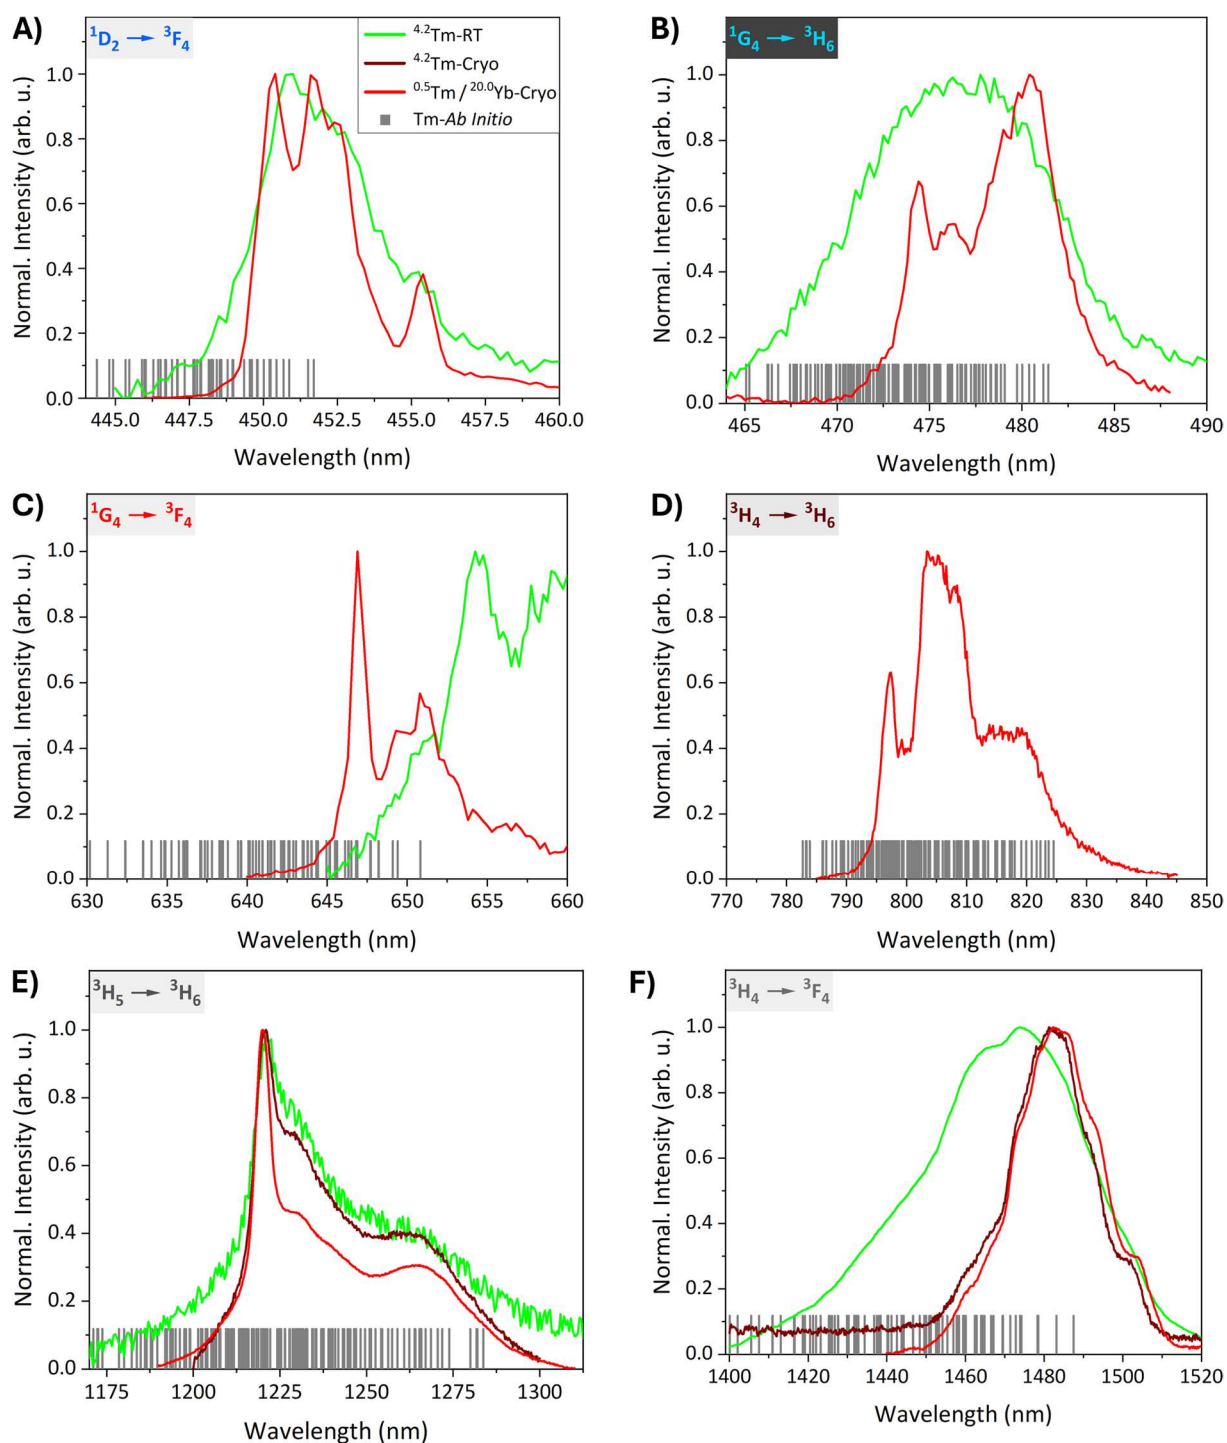 A)
¹D₂ → ³F₄
⁴·²Tm-RT
⁴·²Tm-Cryo
⁰·⁵Tm / ²⁰·⁰Yb-Cryo
Tm-Ab Initio
Normal. Intensity (arb. u.)
1.0
0.8
0.6
0.4
0.2
0.0
445.0 447.5 450.0 452.5 455.0 457.5 460.0
Wavelength (nm)
B)
¹G₄ → ³H₆
Normal. Intensity (arb. u.)
1.0
0.8
0.6
0.4
0.2
0.0
465 470 475 480 485 490
Wavelength (nm)
C)
¹G₄ → ³F₄
Normal. Intensity (arb. u.)
1.0
0.8
0.6
0.4
0.2
0.0
630 635 640 645 650 655 660
Wavelength (nm)
D)
³H₄ → ³H₆
Normal. Intensity (arb. u.)
1.0
0.8
0.6
0.4
0.2
0.0
770 780 790 800 810 820 830 840 850
Wavelength (nm)
E)
³H₅ → ³H₆
Normal. Intensity (arb. u.)
1.0
0.8
0.6
0.4
0.2
0.0
1175 1200 1225 1250 1275 1300
Wavelength (nm)
F)
³H₄ → ³F₄
Normal. Intensity (arb. u.)
1.0
0.8
0.6
0.4
0.2
0.0
1400 1420 1440 1460 1480 1500 1520
Wavelength (nm)